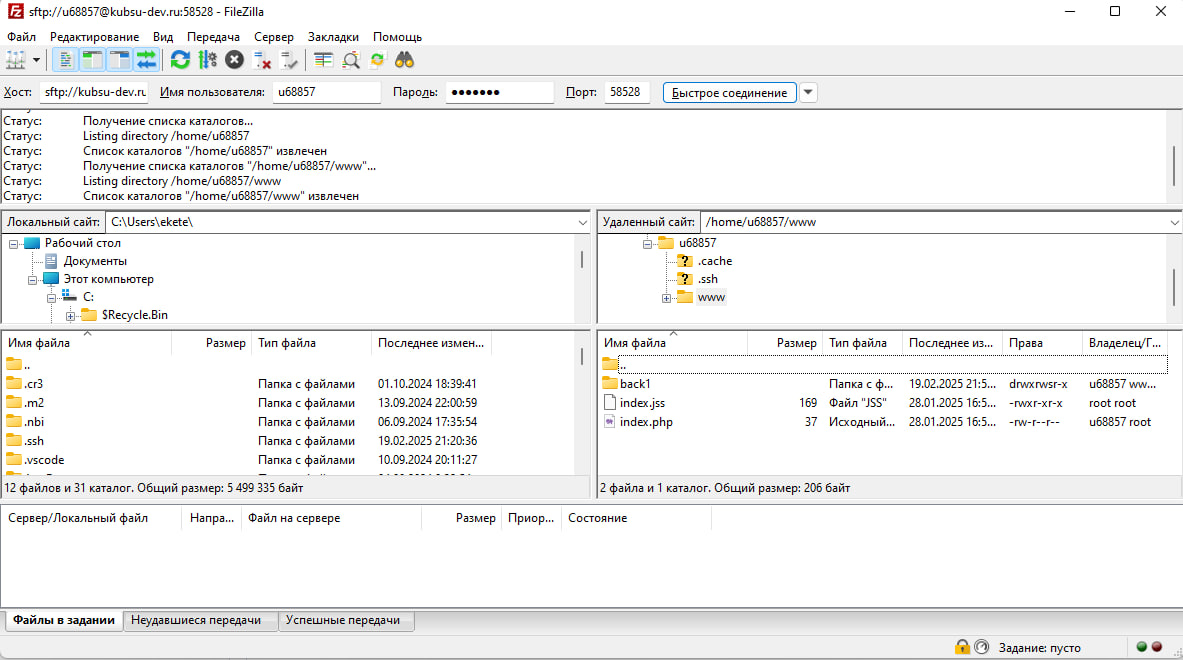 sftp://u68857@kubsu-dev.ru:58528 - FileZilla
Файл Редактирование Вид Передача Сервер Закладки Помощь
Хост: sftp://kubsu-dev.ru Имя пользователя: u68857 Пароль: ●●●●●●● Порт: 58528 Быстрое соединение
Статус: Получение списка каталогов...
Статус: Listing directory /home/u68857
Статус: Список каталогов "/home/u68857" извлечен
Статус: Получение списка каталогов "/home/u68857/www"...
Статус: Listing directory /home/u68857/www
Статус: Список каталогов "/home/u68857/www" извлечен
Локальный сайт: C:\Users\ekete\
Рабочий стол
Документы
Этот компьютер
C:
$Recycle.Bin
Удаленный сайт: /home/u68857/www
u68857
.cache
.ssh
www
Имя файла Размер Тип файла Последнее измен...
..
.cr3 Папка с файлами 01.10.2024 18:39:41
.m2 Папка с файлами 13.09.2024 22:00:59
.nbi Папка с файлами 06.09.2024 17:35:54
.ssh Папка с файлами 19.02.2025 21:20:36
.vscode Папка с файлами 10.09.2024 20:11:27
12 файлов и 31 каталог. Общий размер: 5 499 335 байт
Имя файла Размер Тип файла Последнее из... Права Владелец/Г...
..
back1 Папка с ф... 19.02.2025 21:5... drwxrwsr-x u68857 ww...
index.jss 169 Файл "JSS" 28.01.2025 16:5... -rwxr-xr-x root root
index.php 37 Исходный... 28.01.2025 16:5... -rw-r--r-- u68857 root
2 файла и 1 каталог. Общий размер: 206 байт
Сервер/Локальный файл Напра... Файл на сервере Размер Приор... Состояние
Файлы в задании Неудавшиеся передачи Успешные передачи
Задание: пусто